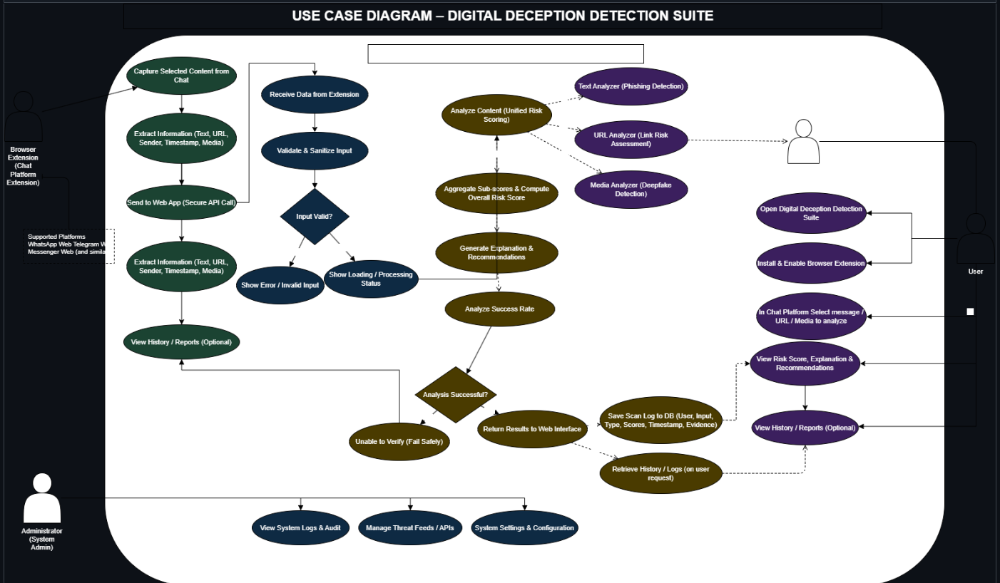 USE CASE DIAGRAM – DIGITAL DECEPTION DETECTION SUITE
Capture Selected Content from
Chat
Extract Information (Text, URL,
Sender, Timestamp, Media)
Send to Web App (Secure API Call)
Extract Information (Text, URL,
Sender, Timestamp, Media)
View History / Reports (Optional)
Browser
Extension
(Chat
Platform
Extension)
Supported Platforms
WhatsApp Web Telegram W
Messenger Web (and simila
Receive Data from Extension
Validate & Sanitize Input
Input Valid?
Show Error / Invalid Input
Show Loading / Processing
Status
Analyze Content (Unified Risk
Scoring)
Aggregate Sub-scores & Compute
Overall Risk Score
Generate Explanation &
Recommendations
Analyze Success Rate
Analysis Successful?
Unable to Verify (Fail Safely)
Return Results to Web Interface
Save Scan Log to DB (User, Input,
Type, Scores, Timestamp, Evidence)
Retrieve History / Logs (on user
request)
Text Analyzer (Phishing Detection)
URL Analyzer (Link Risk
Assessment)
Media Analyzer (Deepfake
Detection)
Open Digital Deception Detection
Suite
Install & Enable Browser Extension
In Chat Platform Select message /
URL / Media to analyze
View Risk Score, Explanation &
Recommendations
View History / Reports (Optional)
User
Administrator
(System
Admin)
View System Logs & Audit
Manage Threat Feeds / APIs
System Settings & Configuration